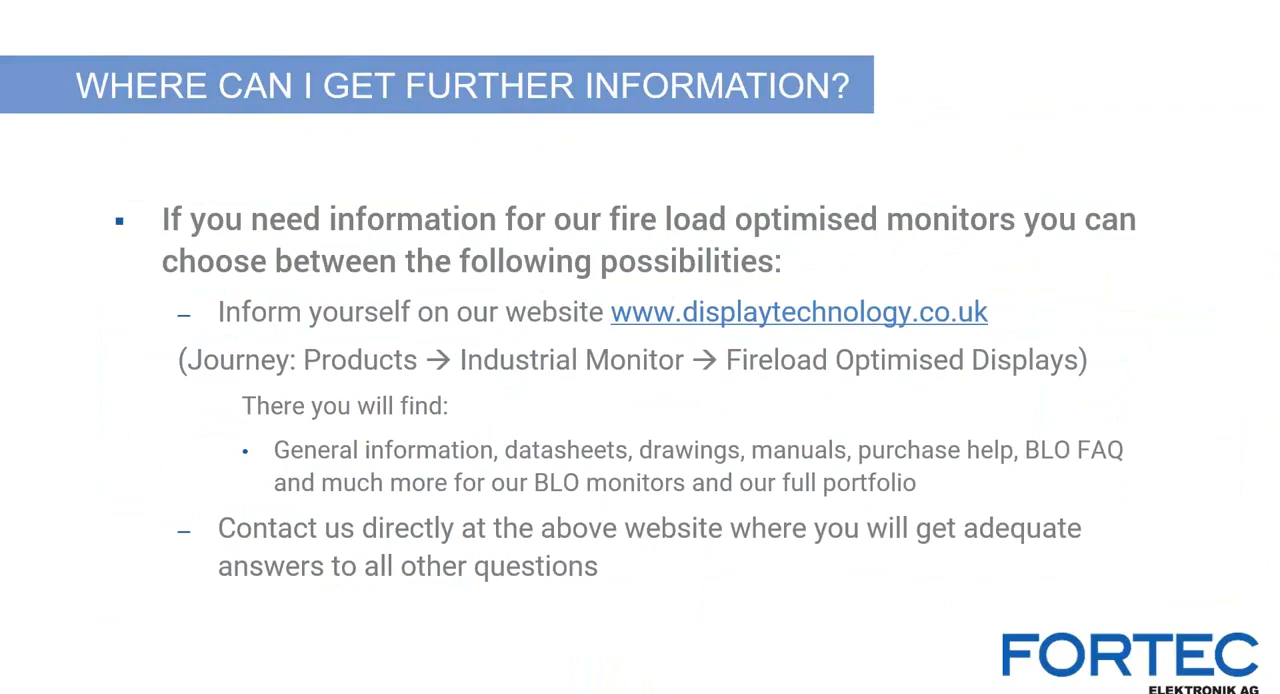 WHERE CAN I GET FURTHER INFORMATION?
▪ If you need information for our fire load optimised monitors you can
choose between the following possibilities:
– Inform yourself on our website www.displaytechnology.co.uk
(Journey: Products → Industrial Monitor → Fireload Optimised Displays)
There you will find:
• General information, datasheets, drawings, manuals, purchase help, BLO FAQ
and much more for our BLO monitors and our full portfolio
– Contact us directly at the above website where you will get adequate
answers to all other questions
FORTEC
ELEKTRONIK AG